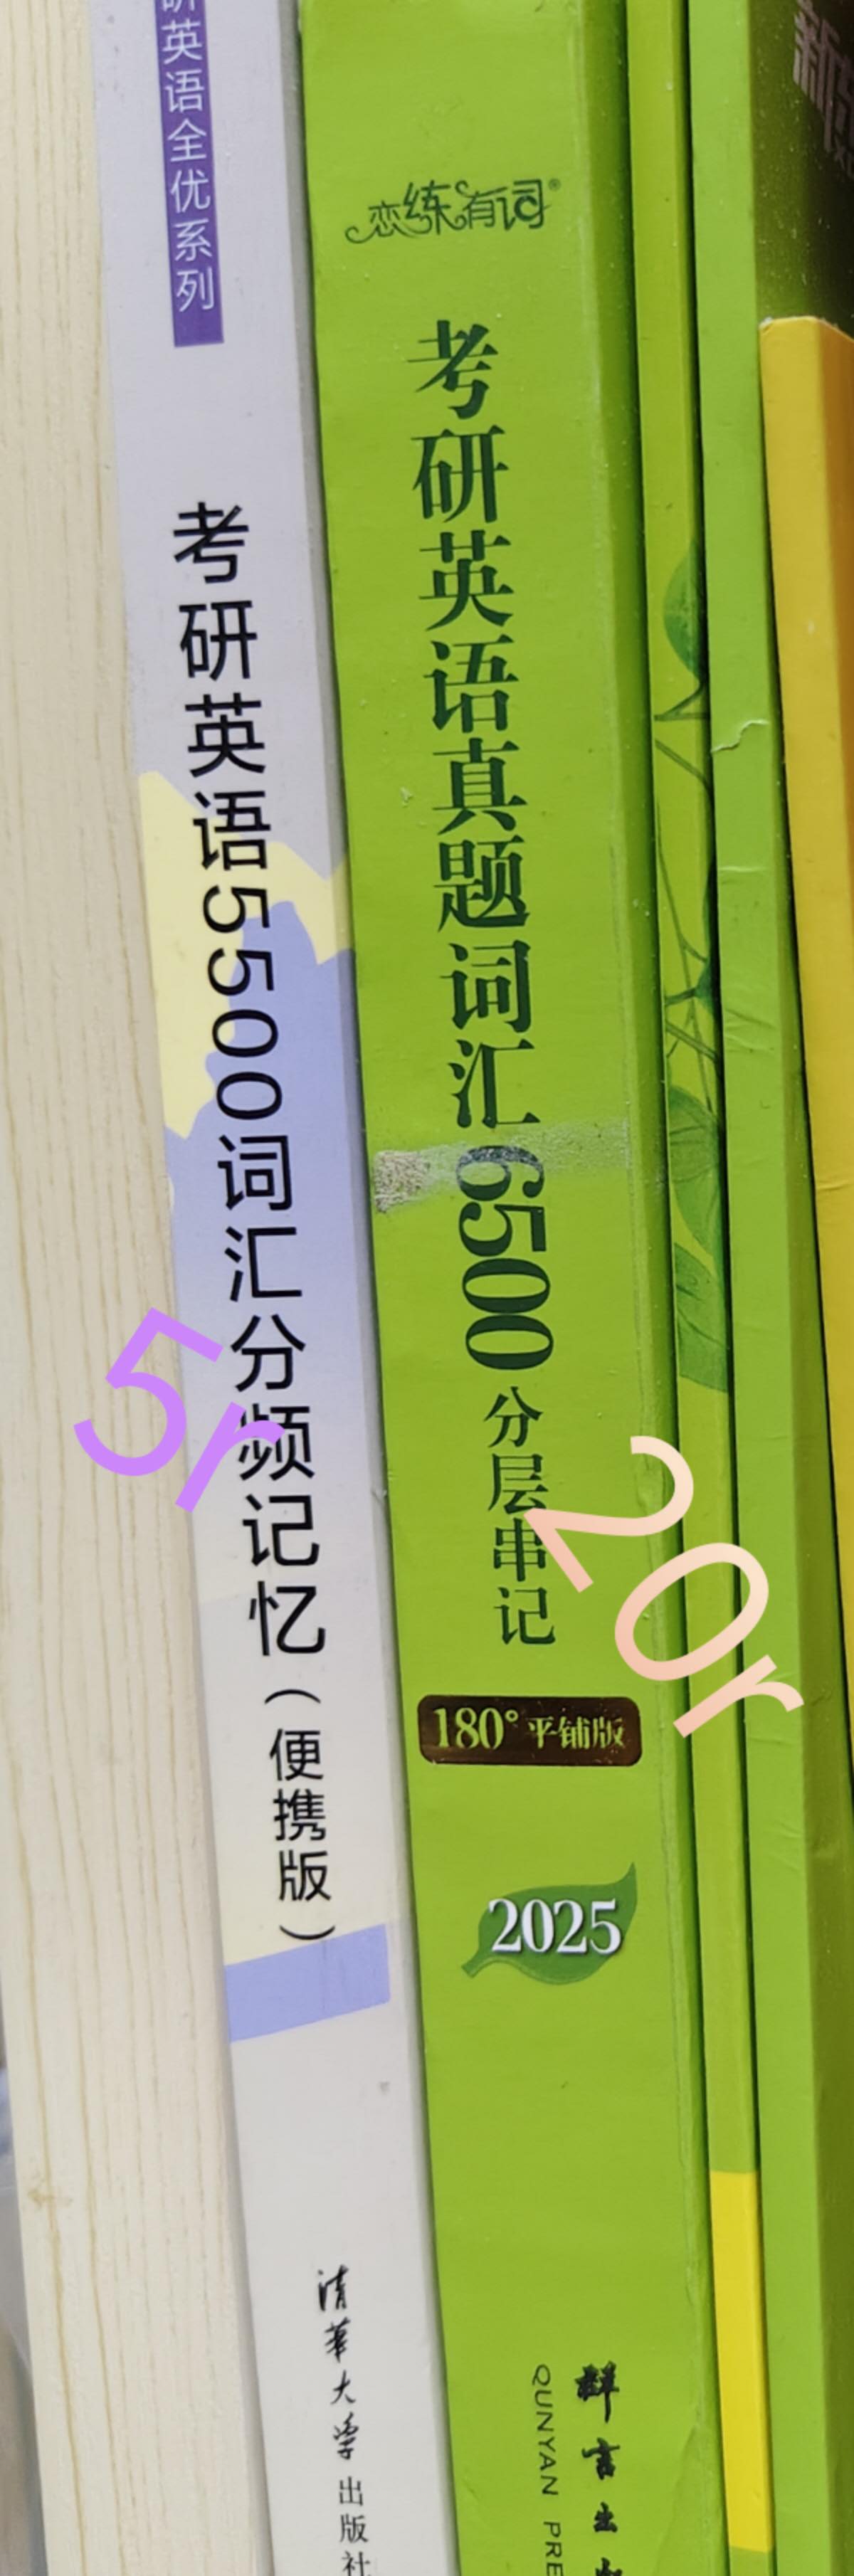 研英语全优系列
考研英语5500词汇分频记忆(便携版)
清華大学出版社
5r
恋练有词®
考研英语真题词汇6500分层串记
180°平铺版
2025
群言出
QUNYAN PRE
20r
新